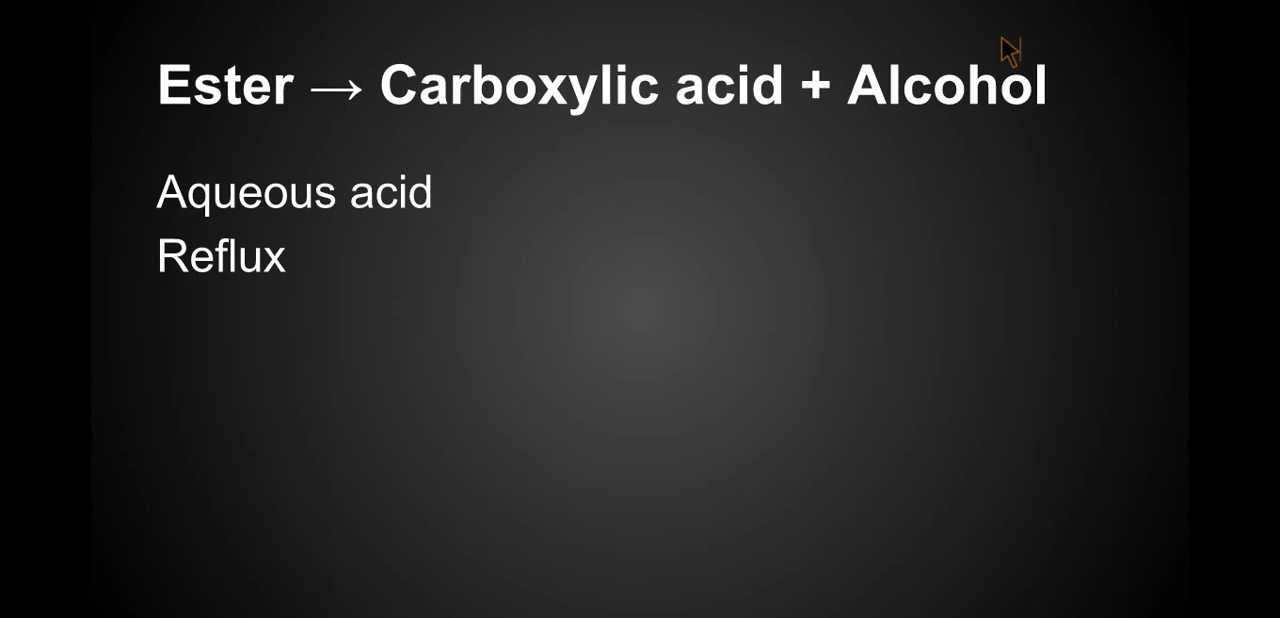 Ester → Carboxylic acid + Alcohol
Aqueous acid
Reflux